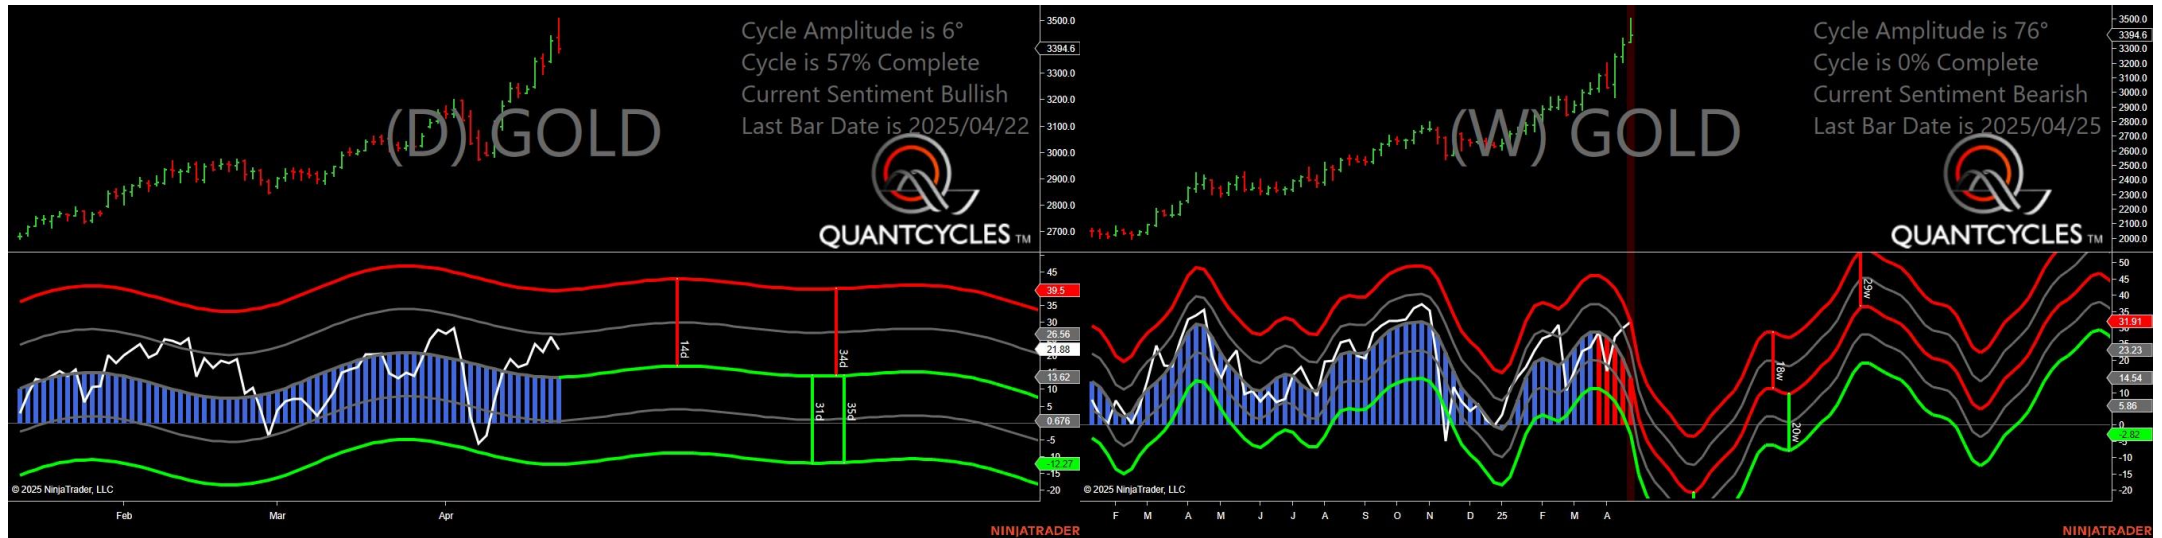 Cycle Amplitude is 6°
Cycle is 57% Complete
Current Sentiment Bullish
Last Bar Date is 2025/04/22
(D) GOLD
QUANTCYCLES TM
3500.0
3394.6
3300.0
3200.0
3100.0
3000.0
2900.0
2800.0
2700.0
45
39.5
35
30
26.56
21.88
13.62
10
5
0.676
-5
-10
-12.27
-15
-20
14d
34d
31d
35d
© 2025 NinjaTrader, LLC
Feb Mar Apr
NINJATRADER
Cycle Amplitude is 76°
Cycle is 0% Complete
Current Sentiment Bearish
Last Bar Date is 2025/04/25
(W) GOLD
QUANTCYCLES TM
3500.0
3394.6
3300.0
3200.0
3100.0
3000.0
2900.0
2800.0
2700.0
2600.0
2500.0
2400.0
2300.0
2200.0
2100.0
2000.0
50
45
40
35
31.91
23.23
20
14.54
10
5.86
0
-2.82
-10
-15
-20
29w
18w
20w
© 2025 NinjaTrader, LLC
F M A M J J A S O N D 25 F M A
NINJATRADER